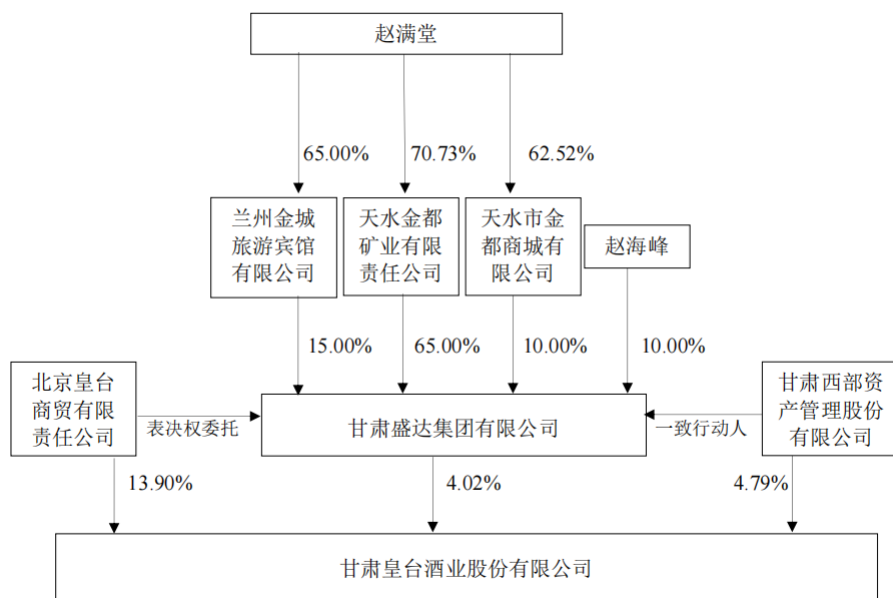 赵满堂
65.00%
70.73%
62.52%
兰州金城
旅游宾馆
有限公司
天水金都
矿业有限
责任公司
天水市金
都商城有
限公司
赵海峰
15.00%
65.00%
10.00%
10.00%
北京皇台
商贸有限
责任公司
表决权委托
甘肃盛达集团有限公司
一致行动人
甘肃西部资
产管理股份
有限公司
13.90%
4.02%
4.79%
甘肃皇台酒业股份有限公司